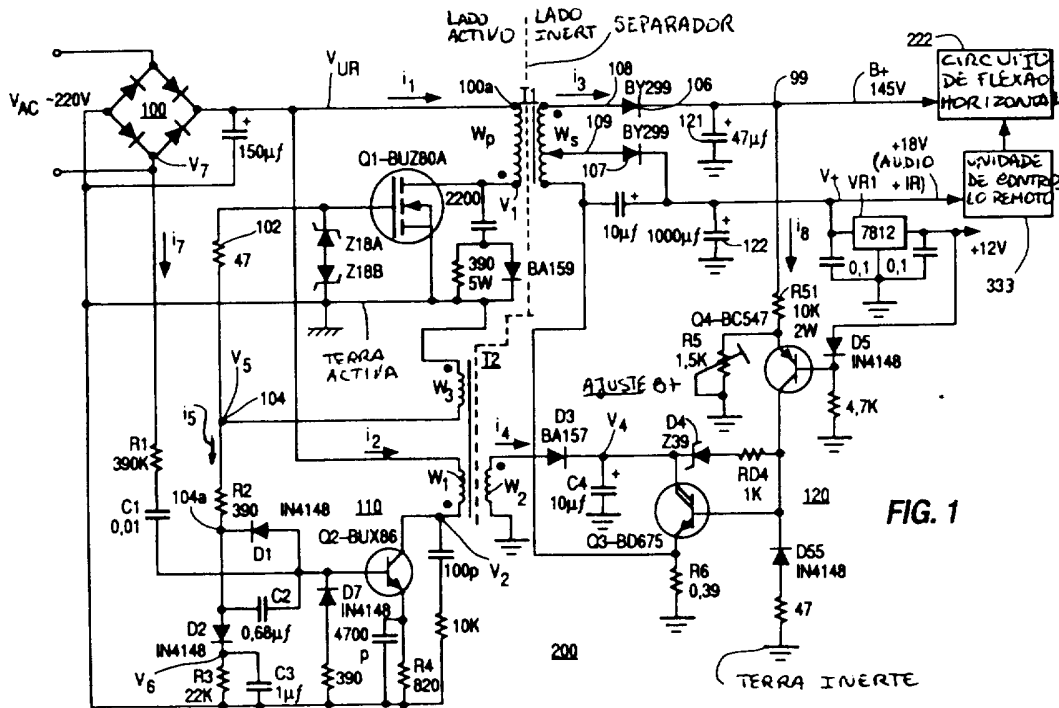 LADO ACTIVO
LADO INERT
SEPARADOR
222
CIRCUITO DE FLEXAO HORIZONTAL
VUR
i1
100a
T1
i3
108
BY299
106
99
B+
145V
VAC ~220V
100
150µf
V7
Wp
Ws
109
BY299
107
121
47µf
+18V
(AUDIO + IR)
UNIDADE DE CONTROLO REMOTO
333
Q1-BUZ80A
2200
V1
10µf
1000µf
122
V+
VR1
7812
+12V
0,1
0,1
i8
i7
102
47
Z18A
Z18B
390
5W
BA159
R51
10K
2W
Q4-BC547
D5
IN4148
R5
1,5K
4,7K
TERRA ACTIVA
T2
AJUSTE B+
V5
104
W3
i5
i2
i4
D3
BA157
V4
D4
Z39
RD4
1K
120
FIG. 1
R1
390K
C1
0,01
104a
R2
390
IN4148
D1
110
W1
W2
C4
10µf
Q2-BUX86
V2
100p
Q3-BD675
D55
IN4148
C2
0,68µf
D2
IN4148
V6
R3
22K
C3
1µf
D7
IN4148
4700
p
390
R4
820
10K
R6
0,39
47
200
TERRA INERTE